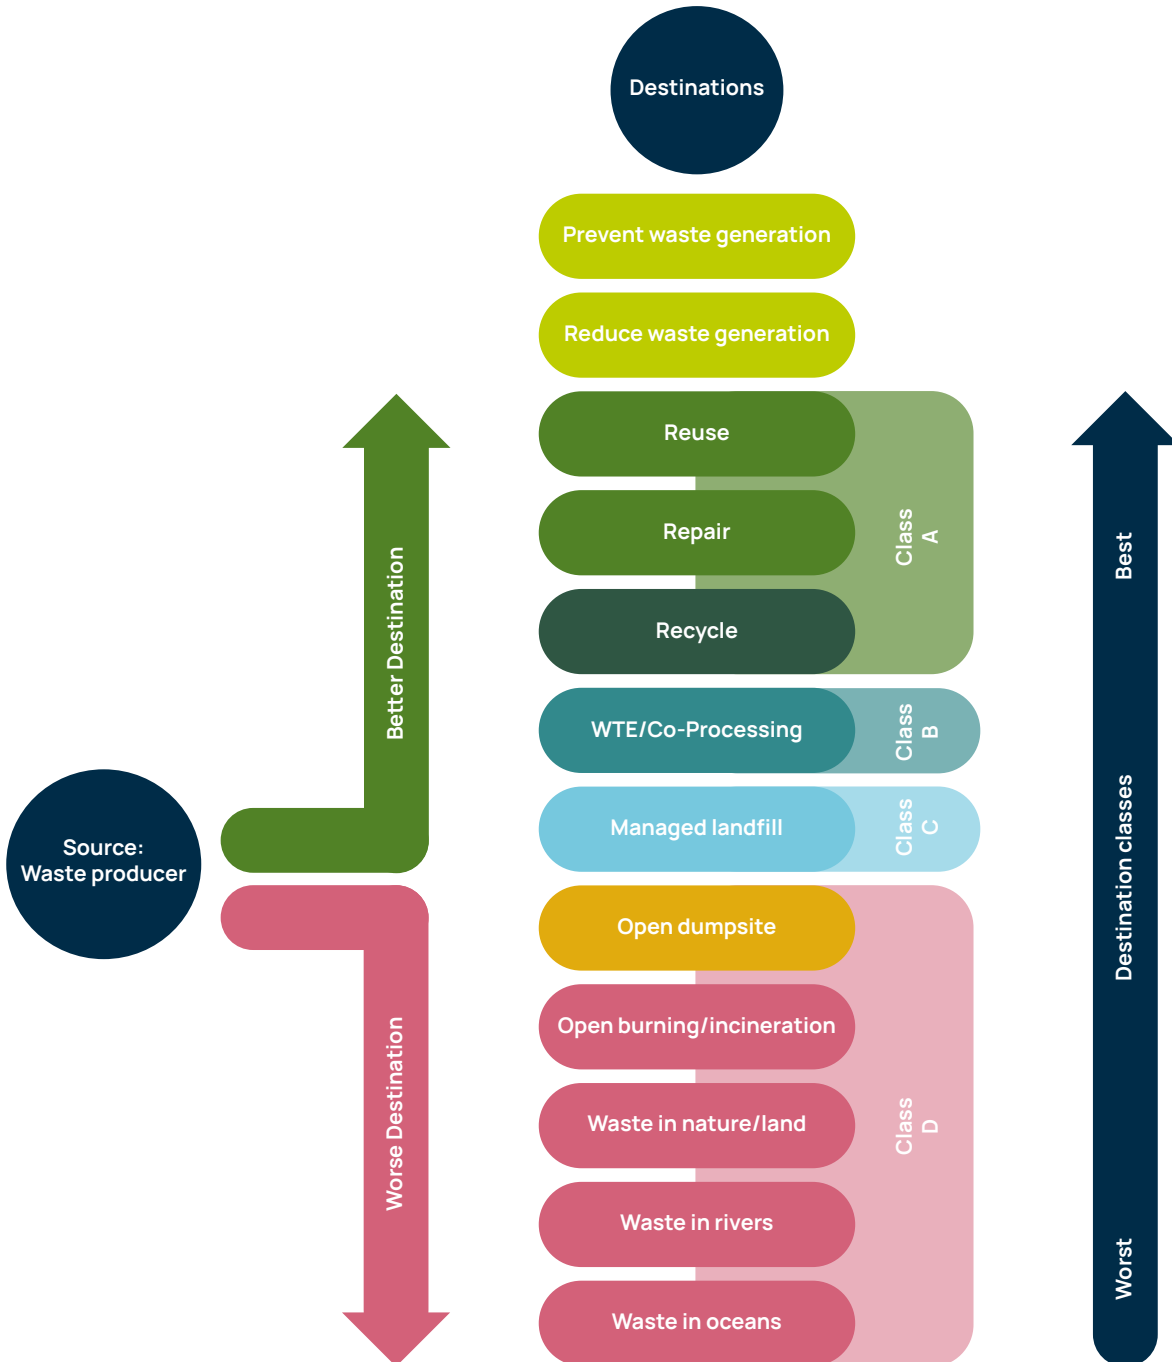 Destinations
Prevent waste generation
Reduce waste generation
Reuse
Repair
Recycle
Class
A
WTE/Co-Processing
Class
B
Managed landfill
Class
C
Open dumpsite
Open burning/incineration
Waste in nature/land
Waste in rivers
Waste in oceans
Class
D
Better Destination
Source:
Waste producer
Worse Destination
Best
Destination classes
Worst